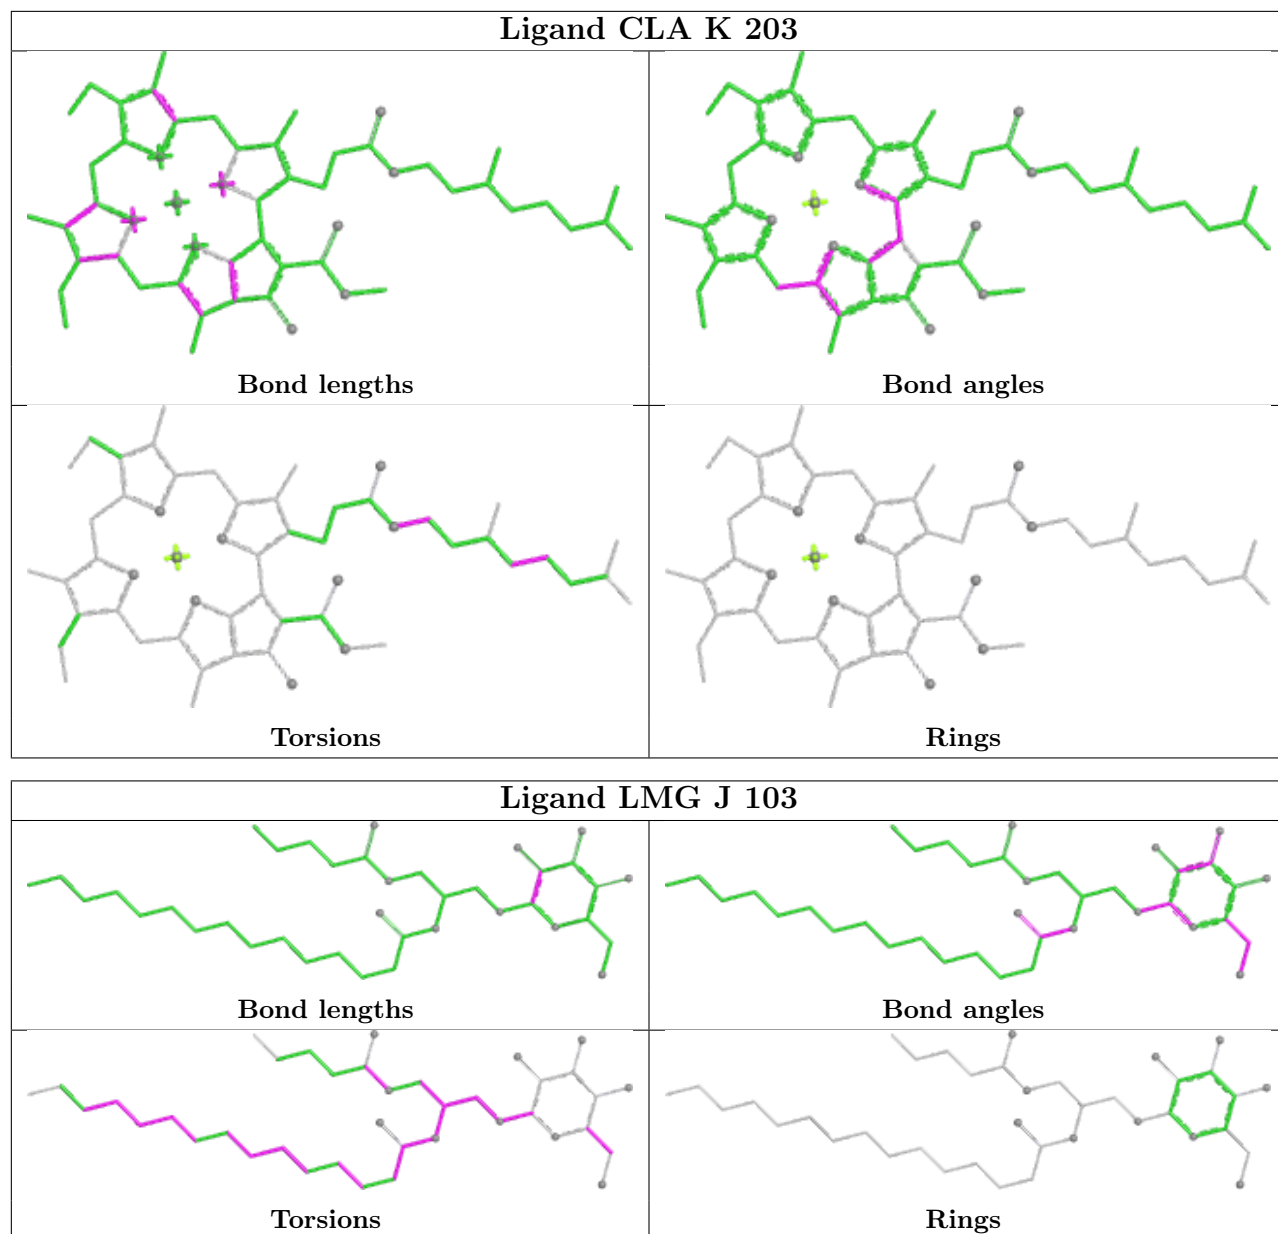 Ligand CLA K 203
Bond lengths
Bond angles
Torsions
Rings
Ligand LMG J 103
Bond lengths
Bond angles
Torsions
Rings